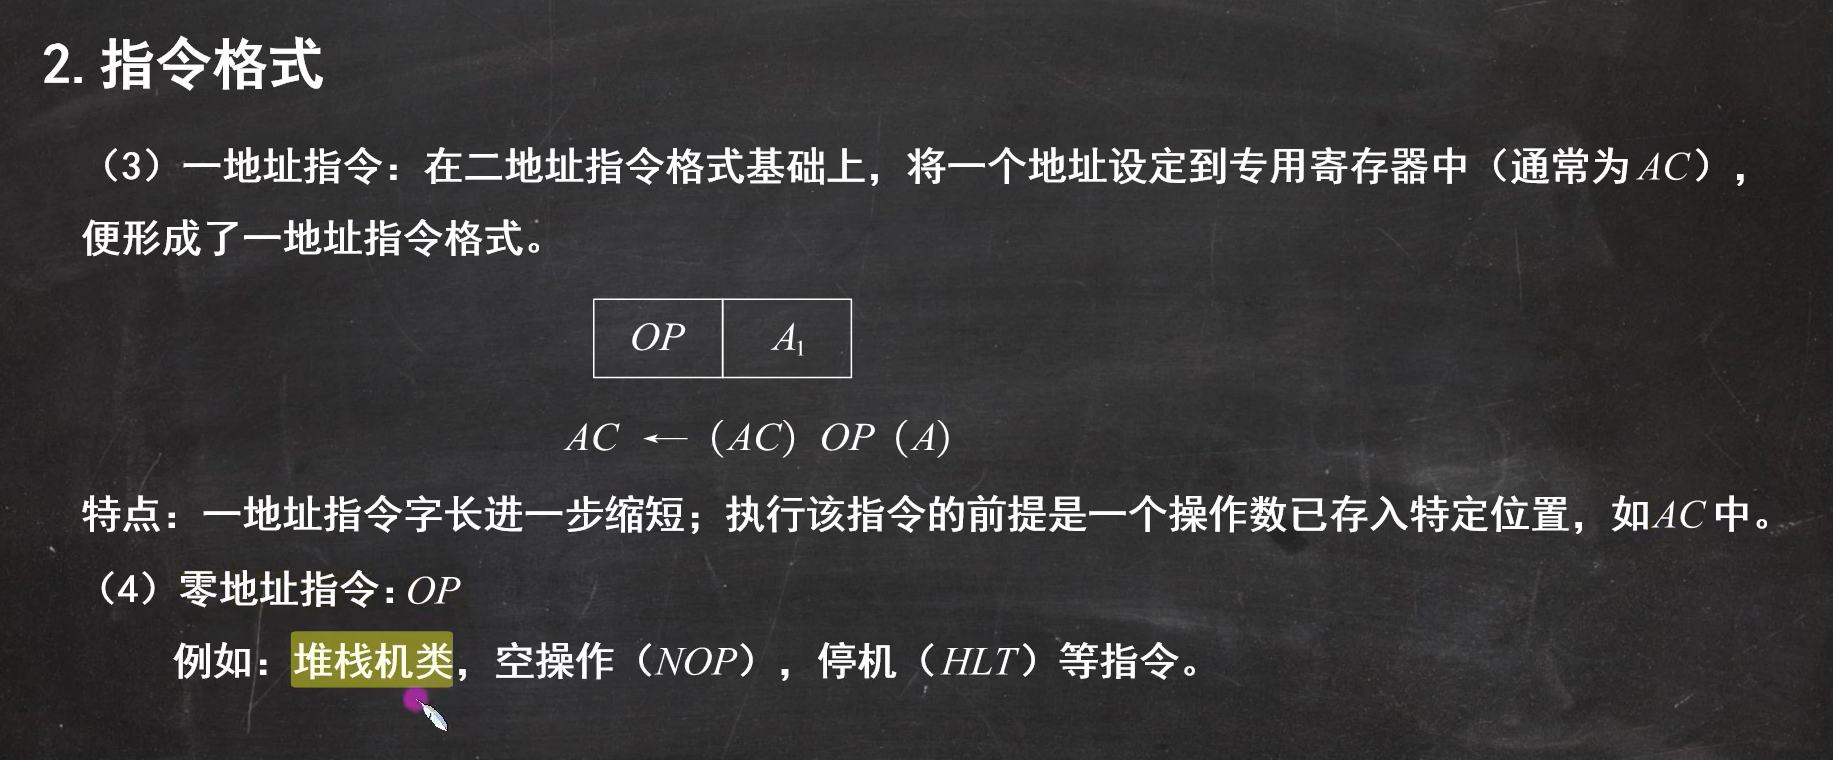 2. 指令格式
（3）一地址指令：在二地址指令格式基础上，将一个地址设定到专用寄存器中（通常为 AC），
便形成了一地址指令格式。
OP A₁
AC ← （AC）OP（A）
特点：一地址指令字长进一步缩短；执行该指令的前提是一个操作数已存入特定位置，如AC 中。
（4）零地址指令：OP
例如：堆栈机类，空操作（NOP），停机（HLT）等指令。